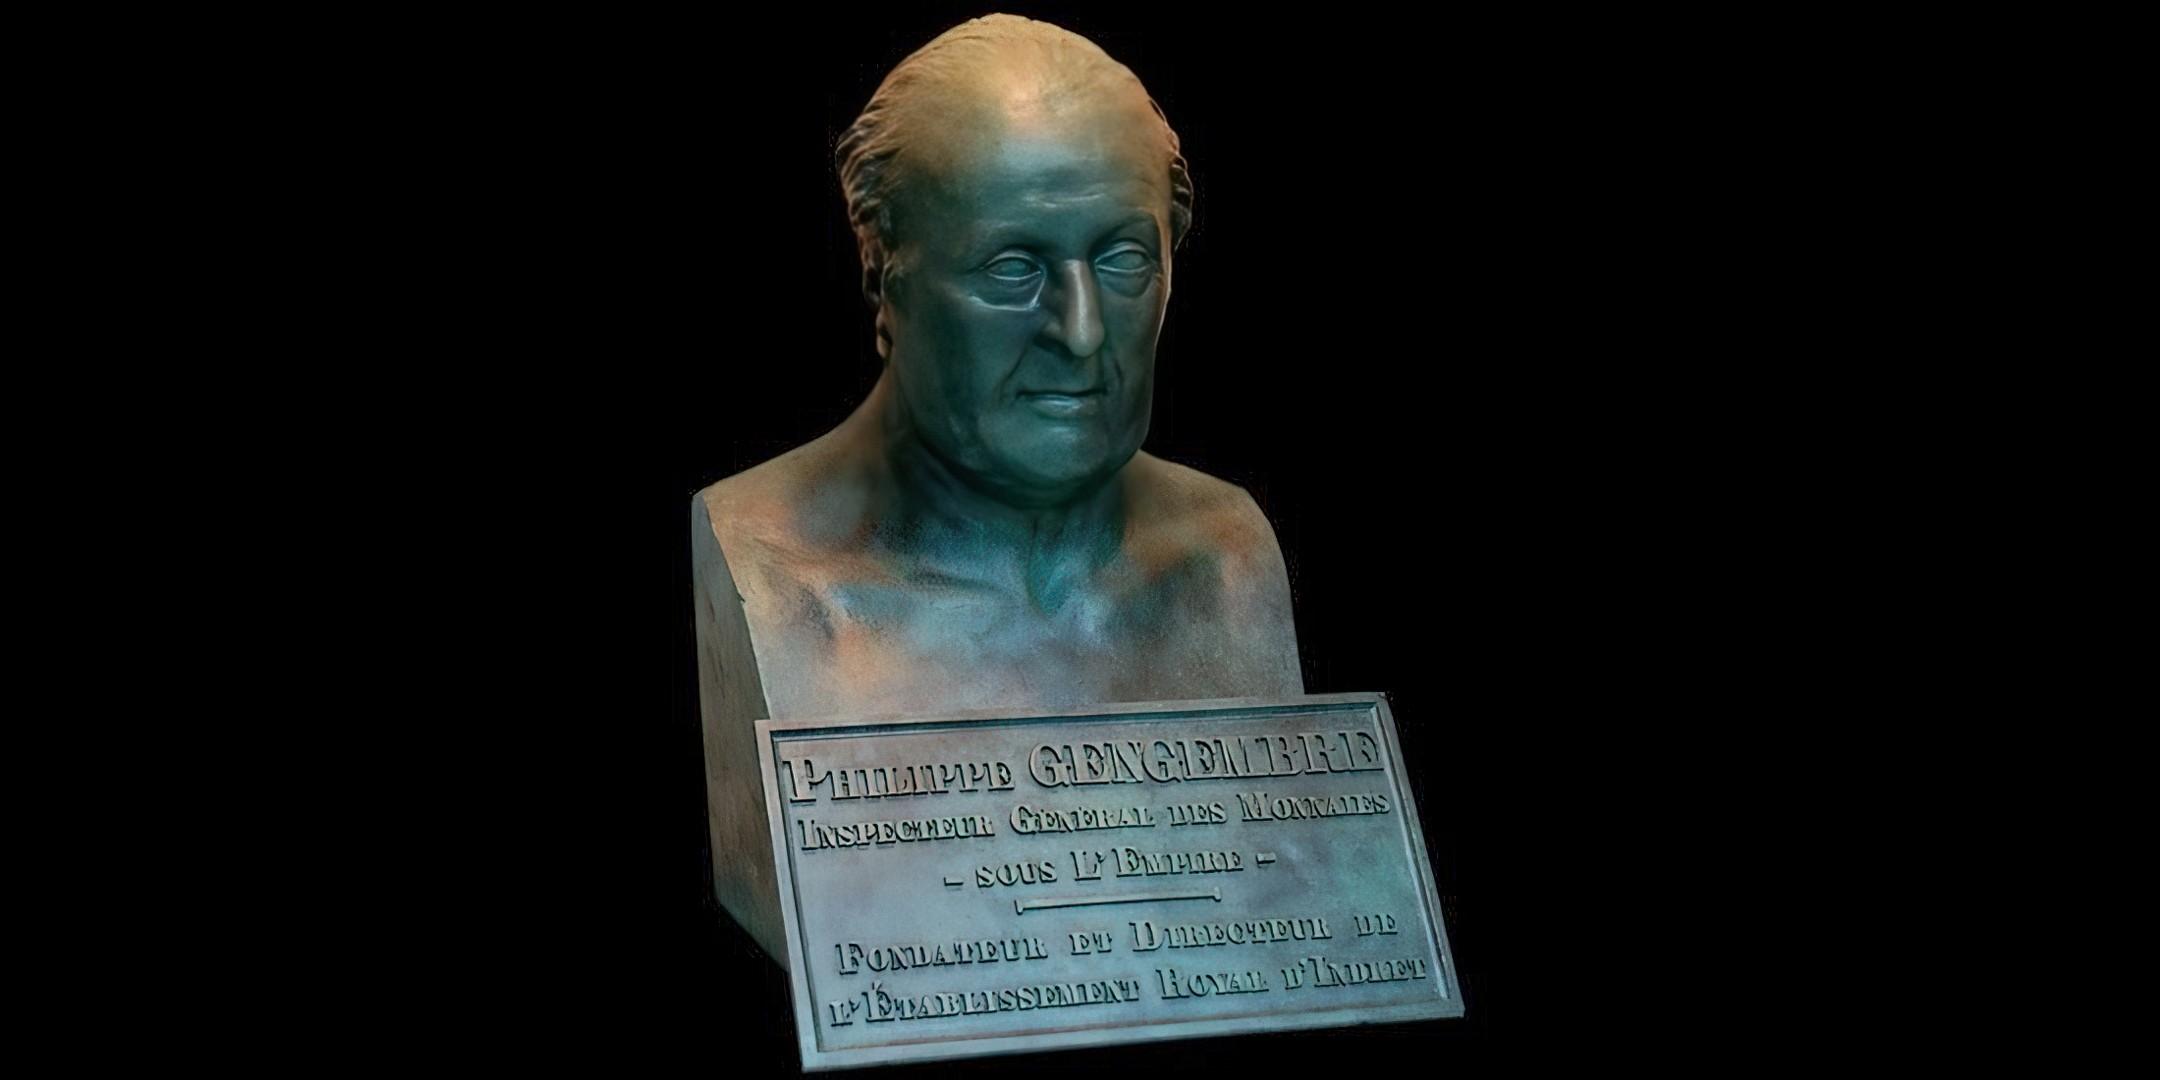 PHILIPPE GENGEMBRE
INSPECTEUR GÉNÉRAL DES MONNAIES
- SOUS L'EMPIRE -
FONDATEUR ET DIRECTEUR DE
L'ÉTABLISSEMENT ROYAL D'INDRET